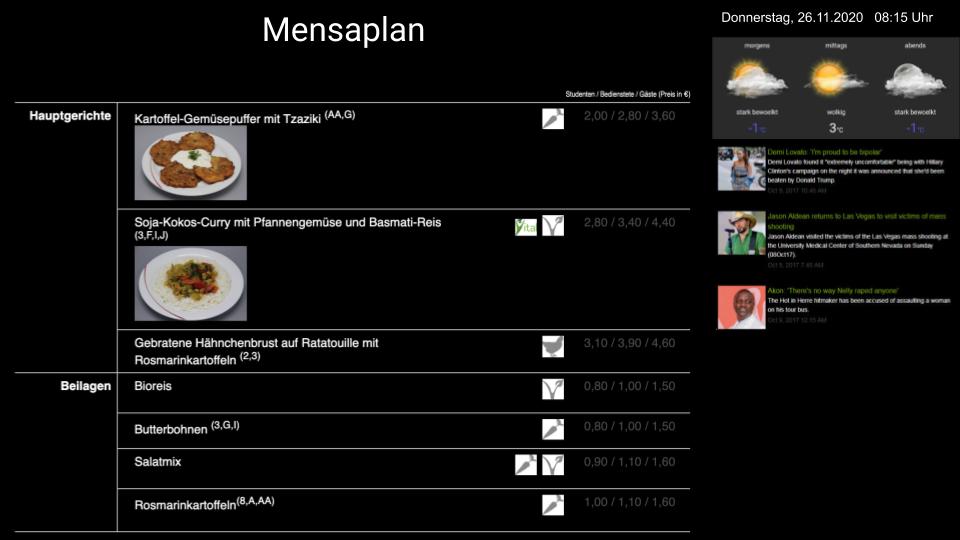 Mensaplan
Donnerstag, 26.11.2020 08:15 Uhr
morgens mittags abends
stark bewoelkt wolkig stark bewoelkt
-1°C 3°C -1°C
Studenten / Bedienstete / Gäste (Preis in €)
Hauptgerichte
Kartoffel-Gemüsepuffer mit Tzaziki (AA,G)
2,00 / 2,80 / 3,60
Soja-Kokos-Curry mit Pfannengemüse und Basmati-Reis
(3,F,I,J)
Vital
2,80 / 3,40 / 4,40
Gebratene Hähnchenbrust auf Ratatouille mit
Rosmarinkartoffeln (2,3)
3,10 / 3,90 / 4,60
Beilagen
Bioreis
0,80 / 1,00 / 1,50
Butterbohnen (3,G,I)
0,80 / 1,00 / 1,50
Salatmix
0,90 / 1,10 / 1,60
Rosmarinkartoffeln(8,A,AA)
1,00 / 1,10 / 1,60
Demi Lovato: 'I'm proud to be bipolar'
Demi Lovato found it "extremely uncomfortable" being with Hillary
Clinton's campaign on the night it was announced that she'd been
beaten by Donald Trump.
Oct 9, 2017 10:45 AM
Jason Aldean returns to Las Vegas to visit victims of mass
shooting
Jason Aldean visited the victims of the Las Vegas mass shooting at
the University Medical Center of Southern Nevada on Sunday
(08Oct17).
Oct 9, 2017 7:45 AM
Akon: 'There's no way Nelly raped anyone'
The Hot in Herre hitmaker has been accused of assaulting a woman
on his tour bus.
Oct 9, 2017 12:15 AM